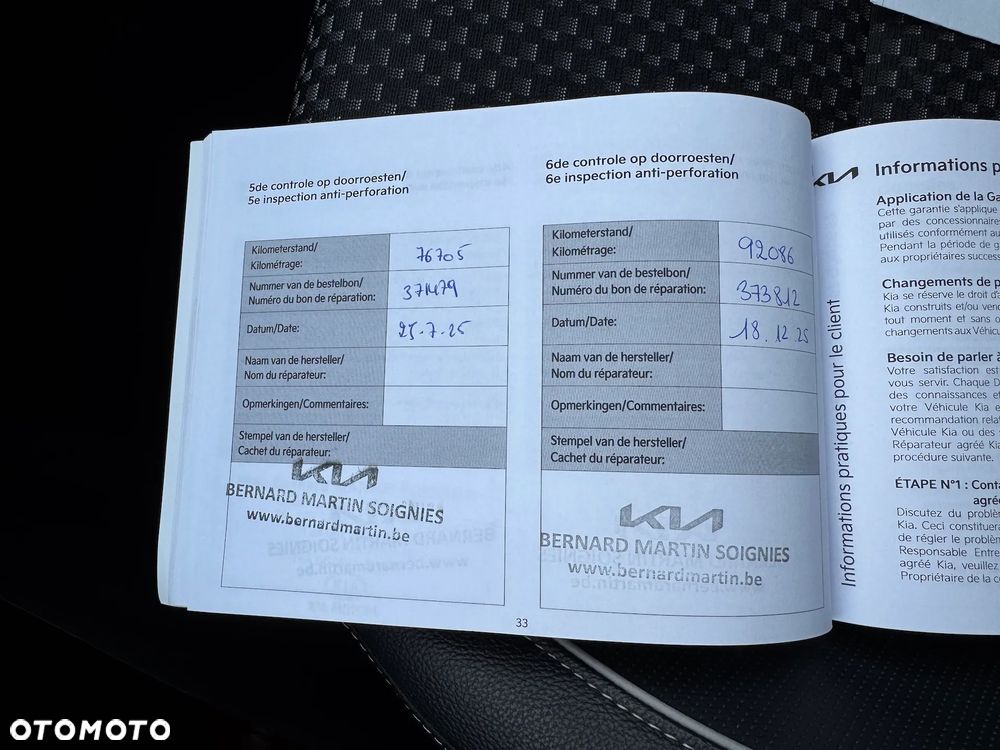 5de controle op doorroesten/
5e inspection anti-perforation
Kilometerstand/
Kilométrage:
76705
Nummer van de bestelbon/
Numéro du bon de réparation:
Datum/Date:
25.7.25
Naam van de hersteller/
Nom du réparateur:
Opmerkingen/Commentaires:
Stempel van de hersteller/
Cachet du réparateur:
KIA
BERNARD MARTIN SOIGNIES
www.bernardmartin.be
6de controle op doorroesten/
6e inspection anti-perforation
Kilometerstand/
Kilométrage:
92086
Nummer van de bestelbon/
Numéro du bon de réparation:
373812
Datum/Date:
18.12.25
Naam van de hersteller/
Nom du réparateur:
Opmerkingen/Commentaires:
Stempel van de hersteller/
Cachet du réparateur:
KIA
BERNARD MARTIN SOIGNIES
www.bernardmartin.be
33
Informations pratiques pour le client
KIA
Informations p
Application de la Ga
Cette garantie s'applique
par des concessionnaires
utilisés conformément au
Pendant la période de g
aux propriétaires success
Changements de p
Kia se réserve le droit d'a
Kia construits et/ou vend
tout moment et sans o
changements aux Véhicu
Besoin de parler à
Votre satisfaction est
vous servir. Chaque D
des connaissances et
votre Véhicule Kia e
recommandation rela
Véhicule Kia ou des
Réparateur agréé Kia
procédure suivante.
ÉTAPE N°1 : Conta
agréé
Discutez du problèm
Kia. Ceci constituera
de régler le problèm
Responsable Entre
agréé Kia, veuillez
Propriétaire de la c
OTOMOTO